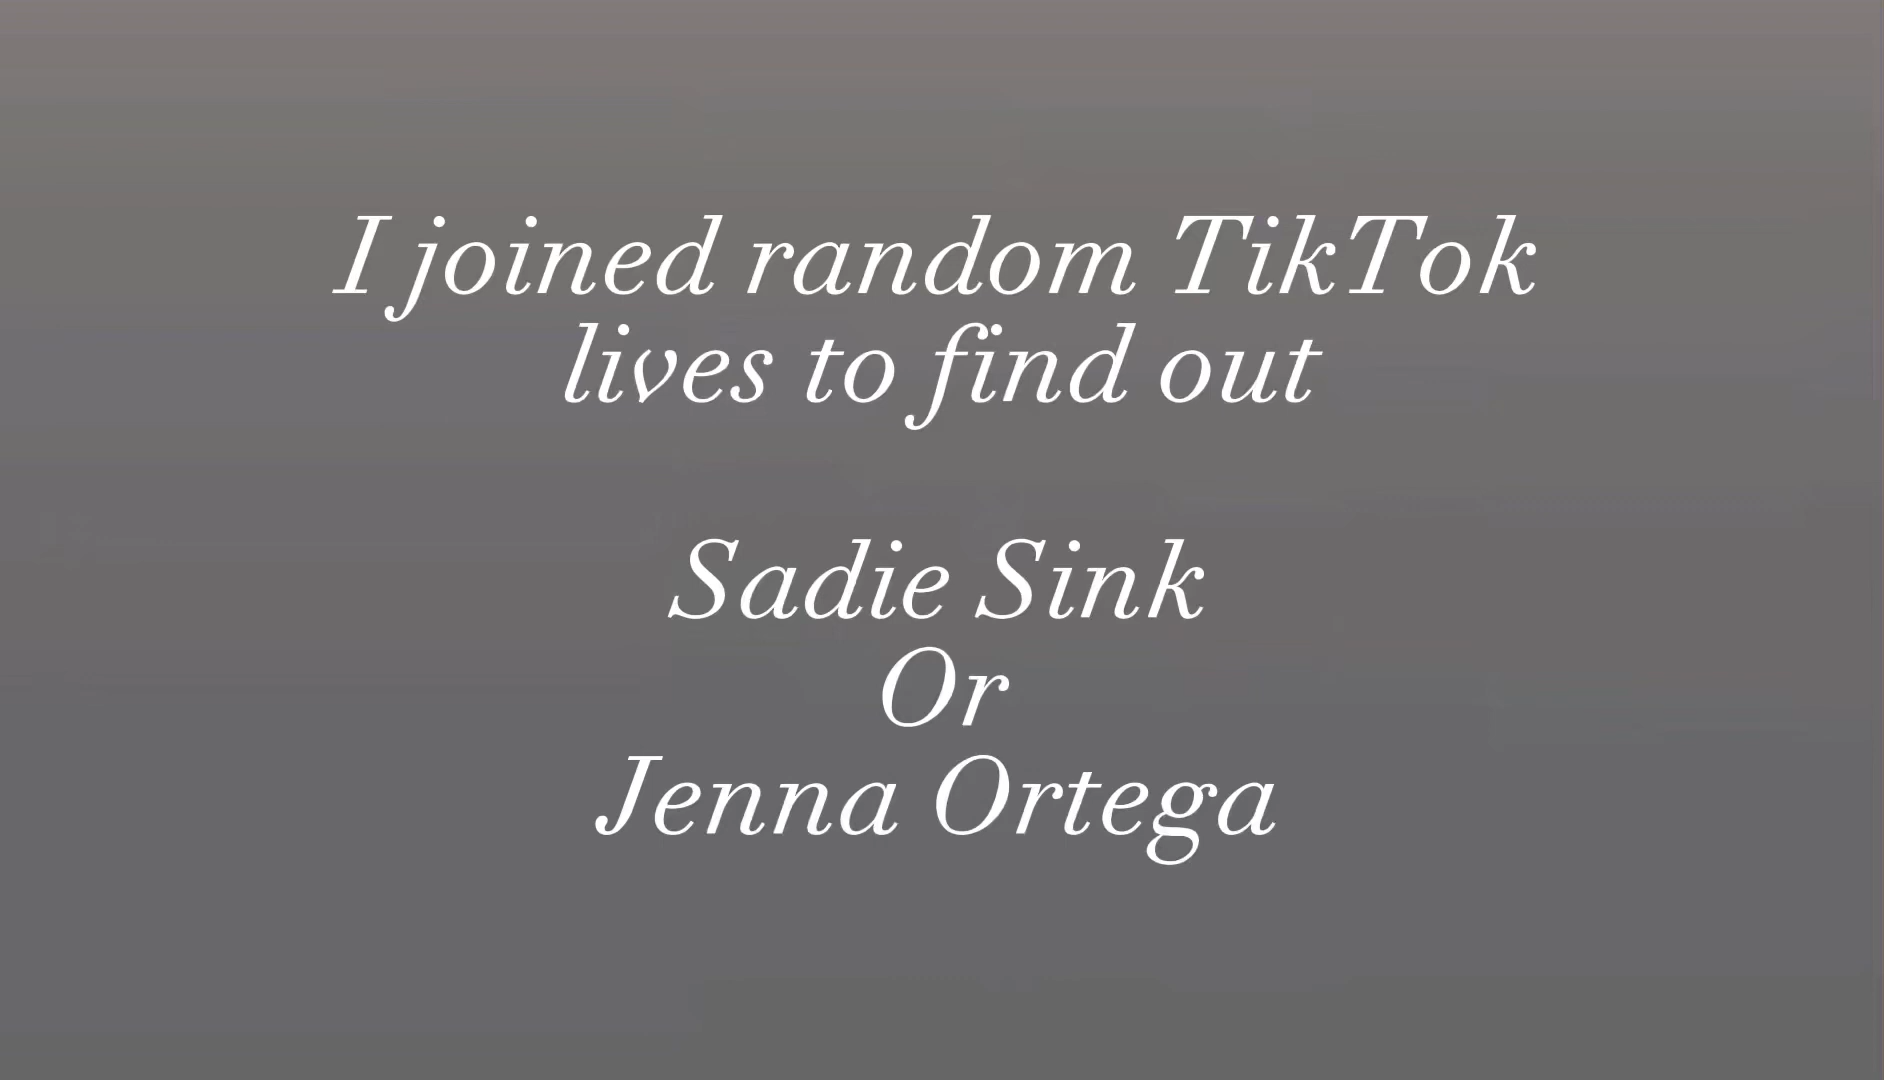 I joined random TikTok
lives to find out
Sadie Sink
Or
Jenna Ortega